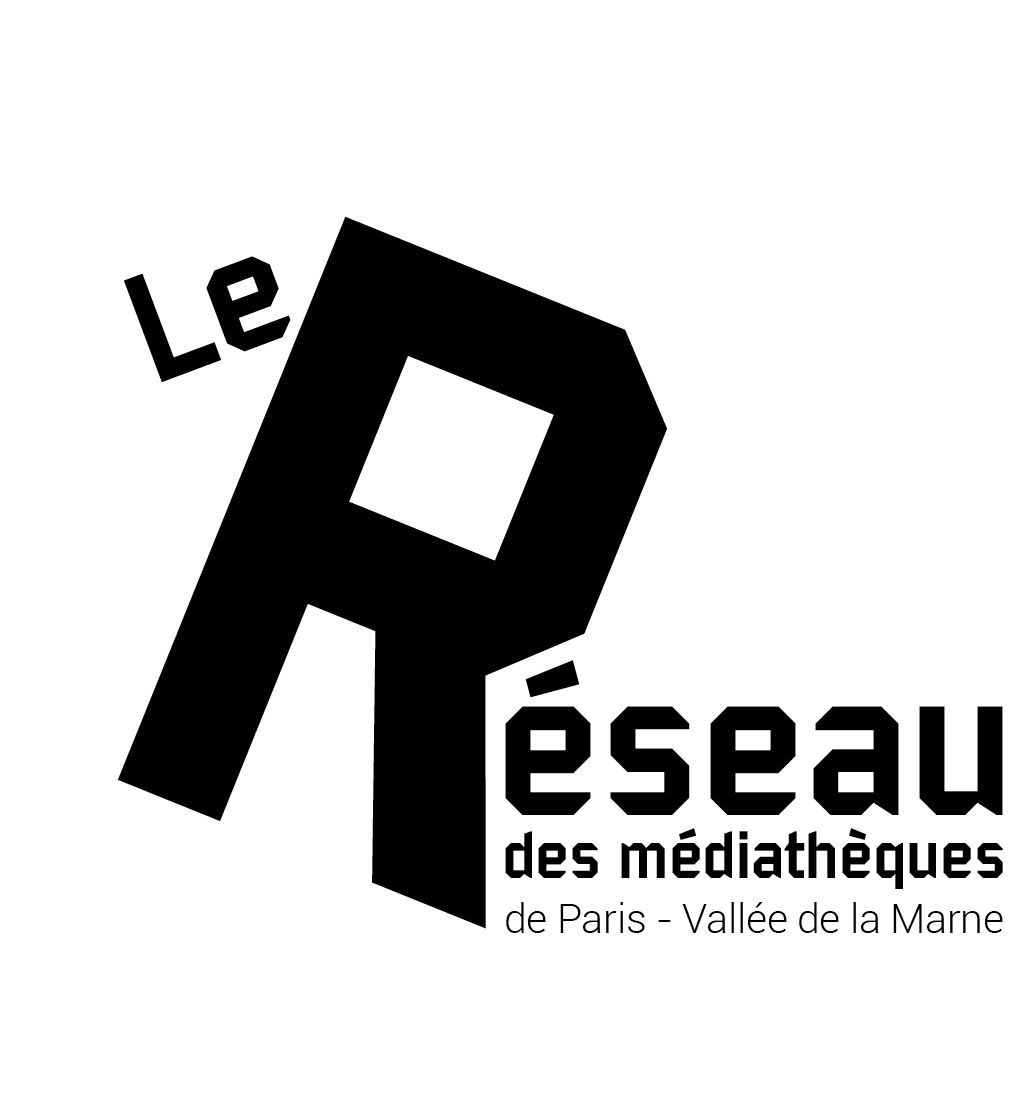 Le
Réseau
des médiathèques
de Paris - Vallée de la Marne